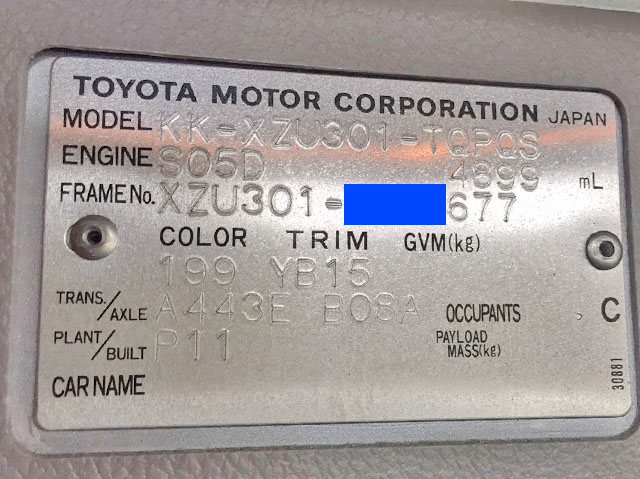 TOYOTA MOTOR CORPORATION JAPAN
MODEL KK-XZU301-TQPQS
ENGINE S05D 4899 mL
FRAME No. XZU301- 677
COLOR TRIM GVM(kg)
199 YB15
TRANS./AXLE A443E B08A OCCUPANTS C
PLANT/BUILT P11 PAYLOAD MASS(kg)
CAR NAME
30881